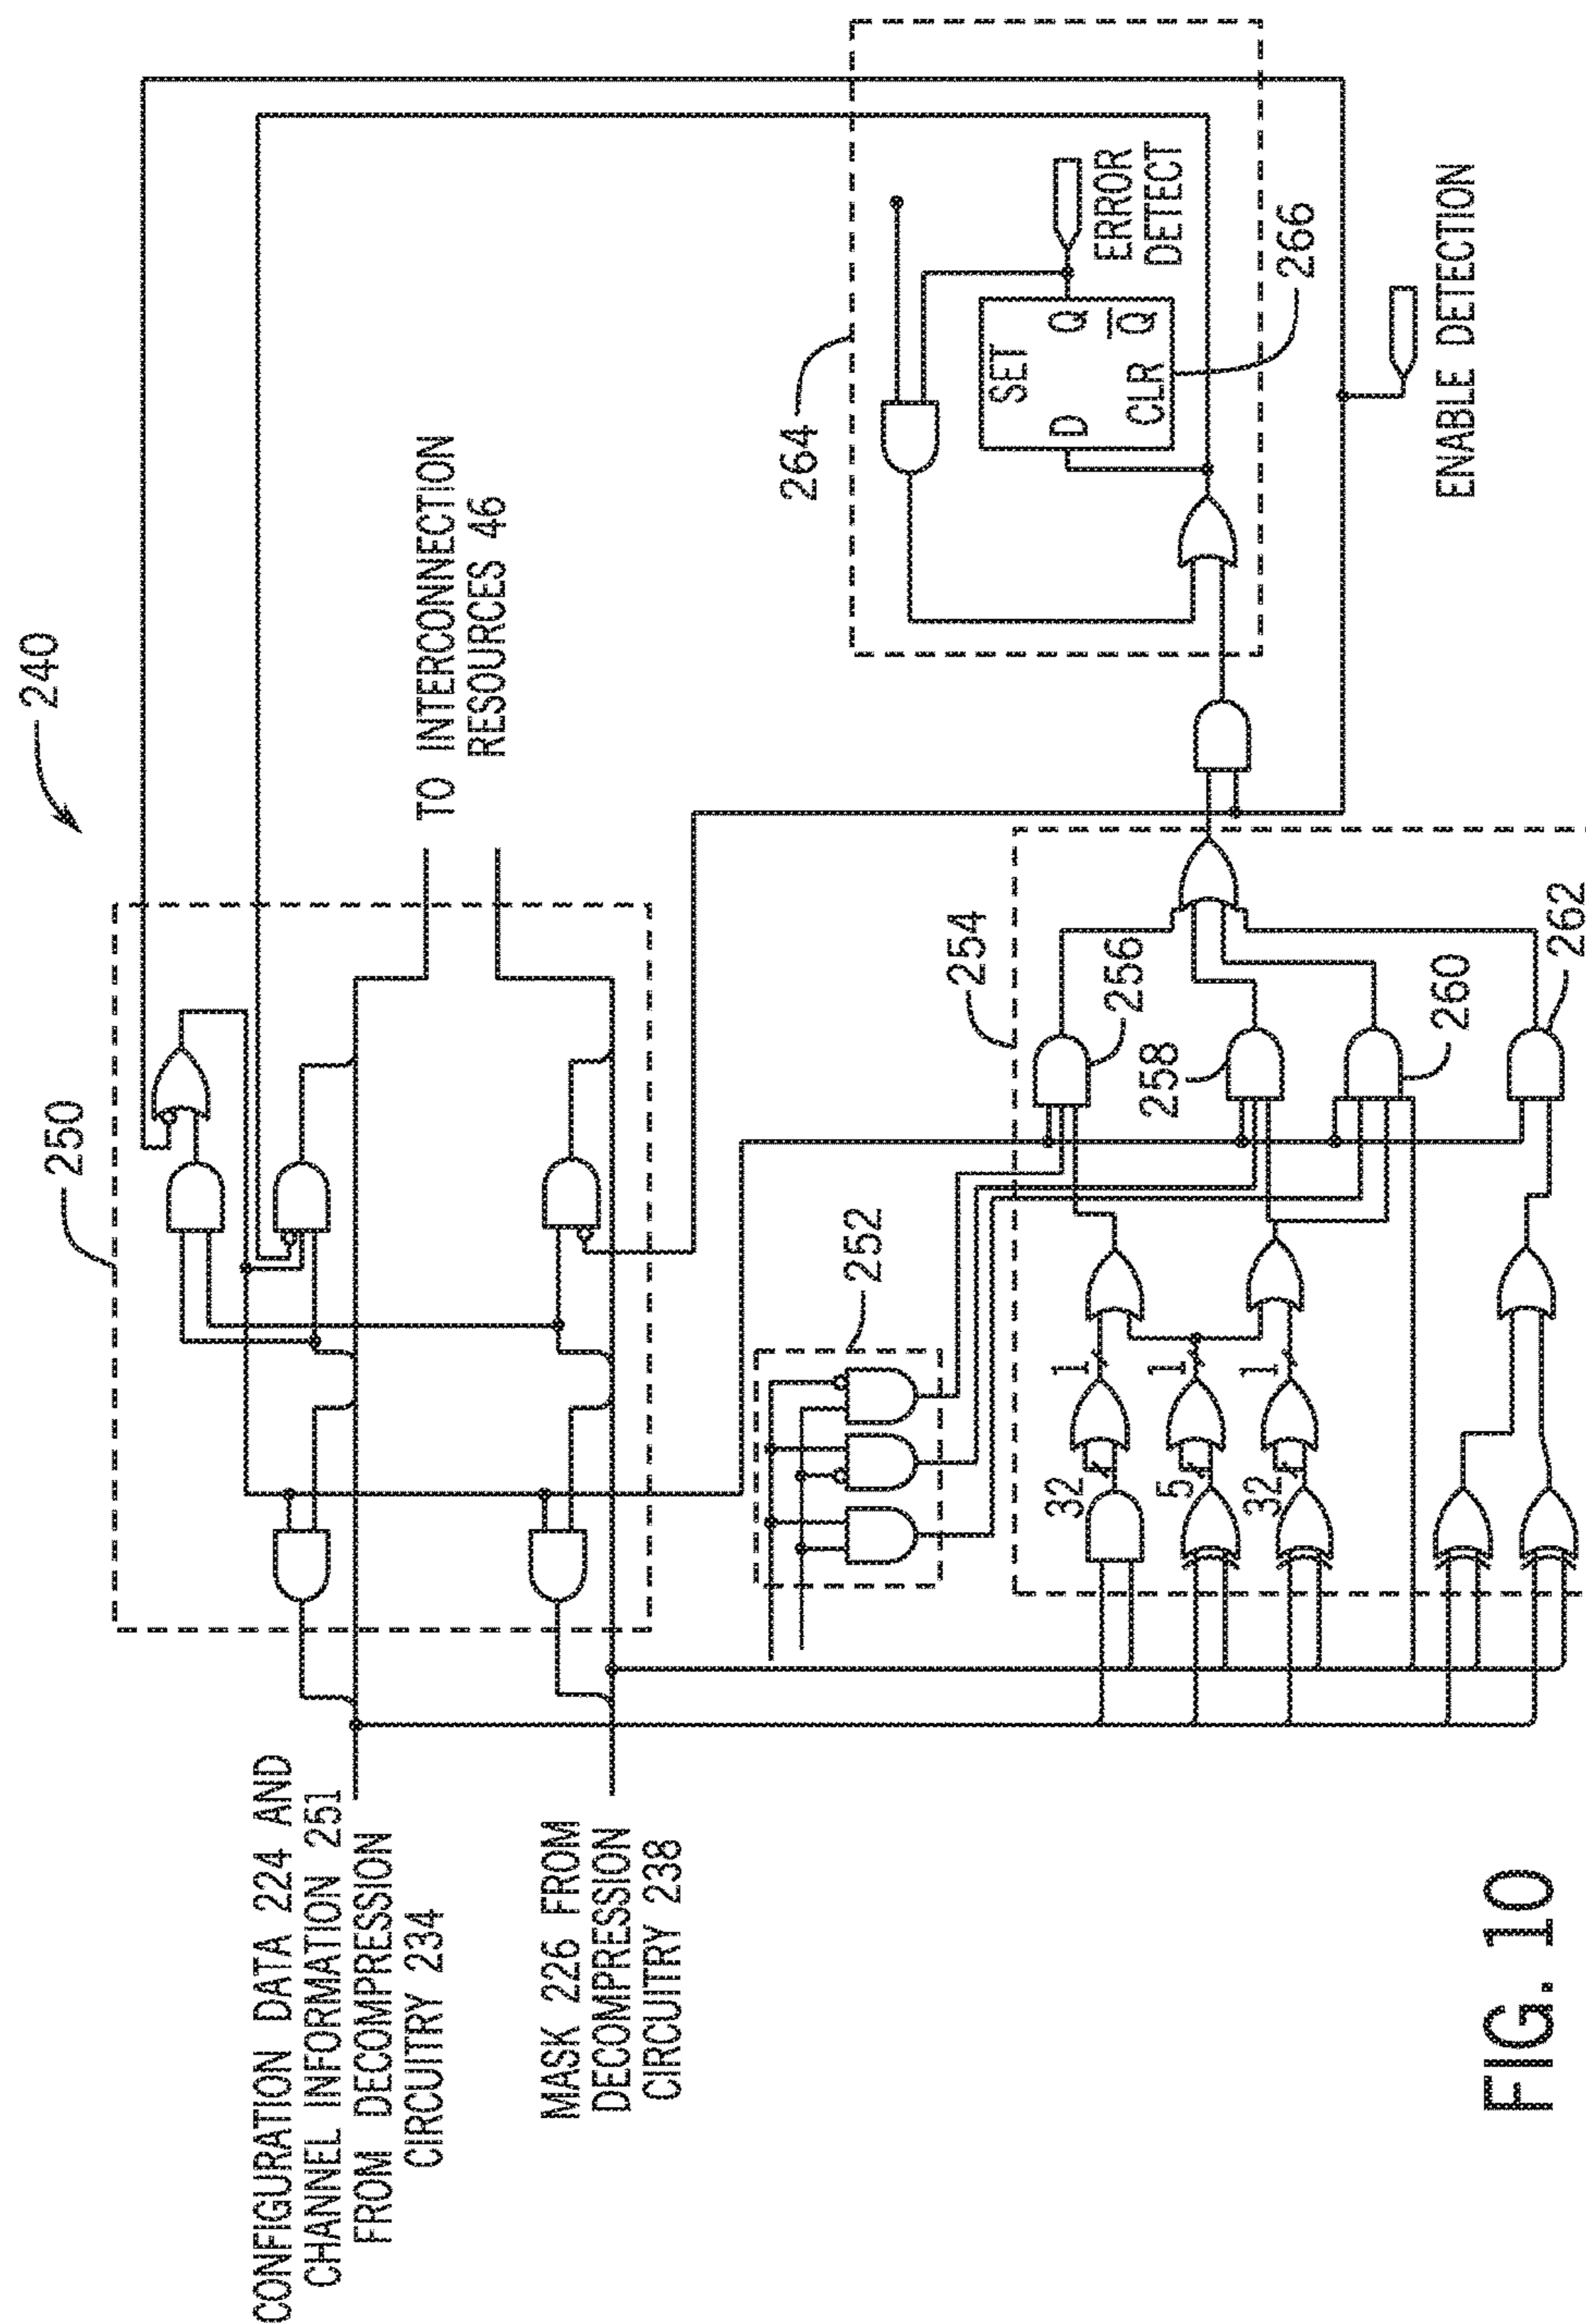 240
250
CONFIGURATION DATA 224 AND
CHANNEL INFORMATION 251
FROM DECOMPRESSION
CIRCUITRY 234
TO INTERCONNECTION
RESOURCES 46
MASK 226 FROM
DECOMPRESSION
CIRCUITRY 238
252
264
SET
D
Q
Q̅
CLR
ERROR
DETECT
266
254
256
258
260
262
32
1
5
1
32
1
ENABLE DETECTION
FIG. 10